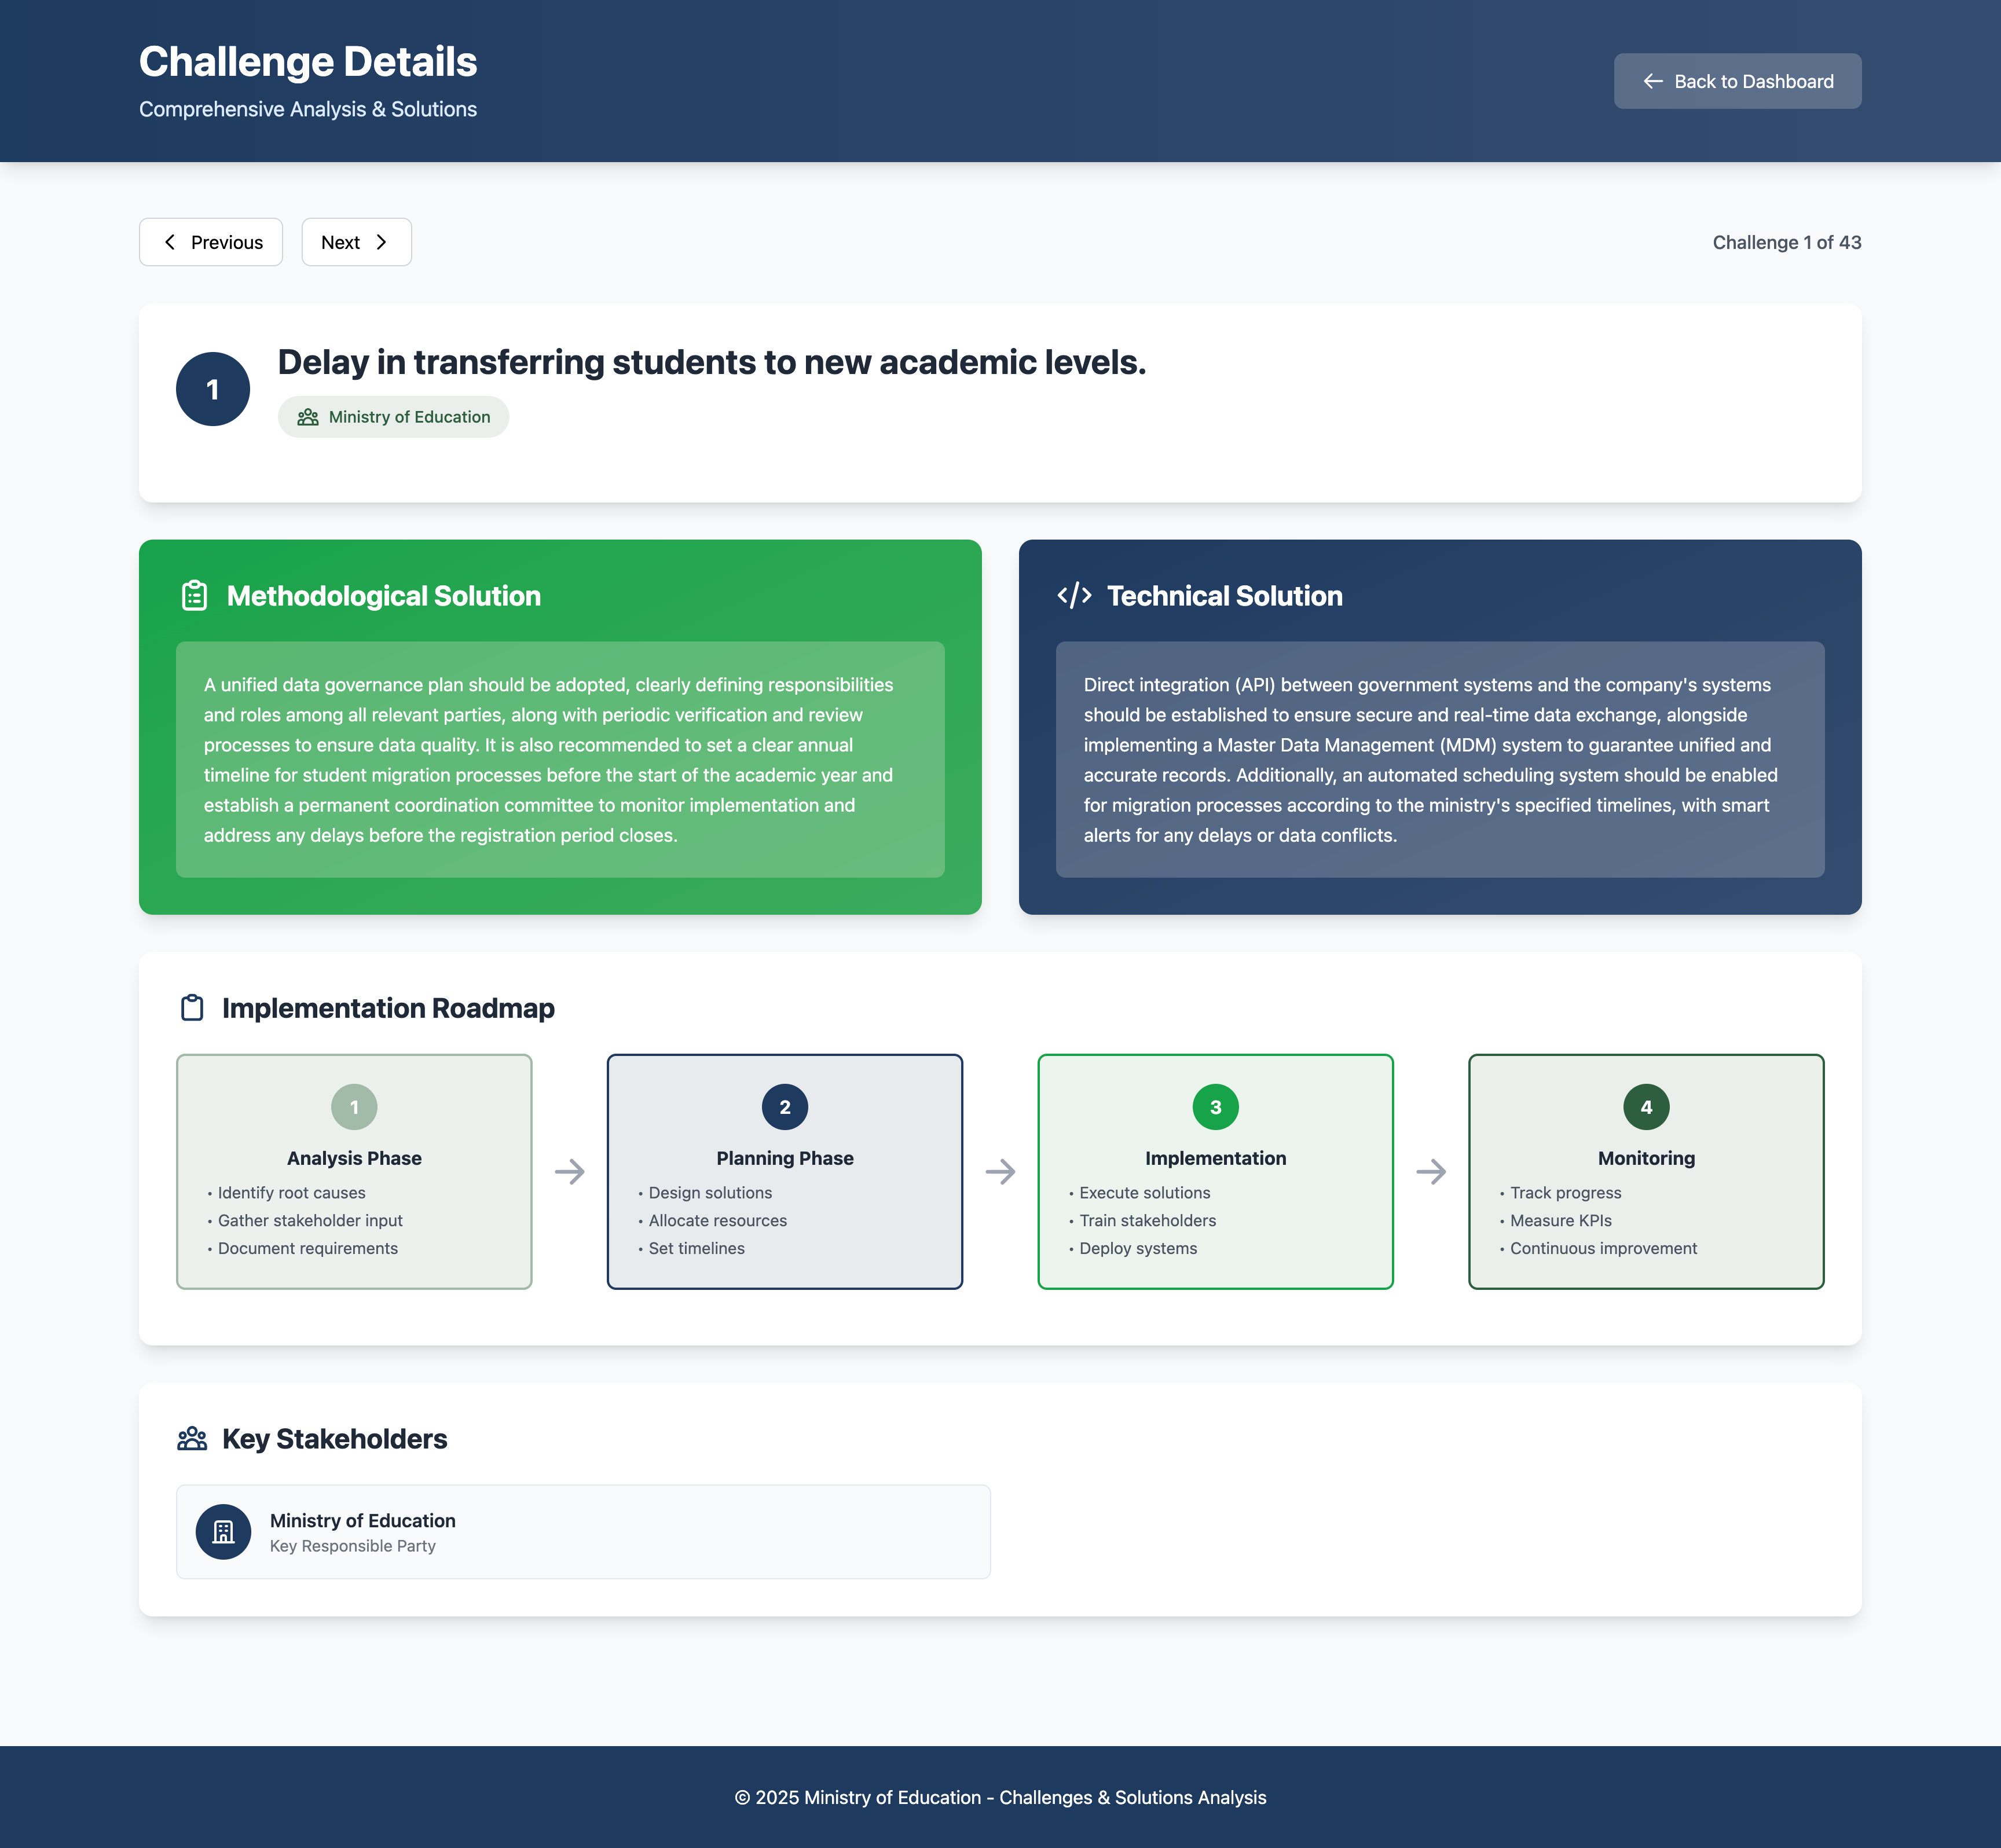 Challenge Details
Comprehensive Analysis & Solutions
Back to Dashboard
Previous
Next
Challenge 1 of 43
1
Delay in transferring students to new academic levels.
Ministry of Education
Methodological Solution
A unified data governance plan should be adopted, clearly defining responsibilities
and roles among all relevant parties, along with periodic verification and review
processes to ensure data quality. It is also recommended to set a clear annual
timeline for student migration processes before the start of the academic year and
establish a permanent coordination committee to monitor implementation and
address any delays before the registration period closes.
Technical Solution
Direct integration (API) between government systems and the company's systems
should be established to ensure secure and real-time data exchange, alongside
implementing a Master Data Management (MDM) system to guarantee unified and
accurate records. Additionally, an automated scheduling system should be enabled
for migration processes according to the ministry's specified timelines, with smart
alerts for any delays or data conflicts.
Implementation Roadmap
1
Analysis Phase
• Identify root causes
• Gather stakeholder input
• Document requirements
2
Planning Phase
• Design solutions
• Allocate resources
• Set timelines
3
Implementation
• Execute solutions
• Train stakeholders
• Deploy systems
4
Monitoring
• Track progress
• Measure KPIs
• Continuous improvement
Key Stakeholders
Ministry of Education
Key Responsible Party
© 2025 Ministry of Education - Challenges & Solutions Analysis